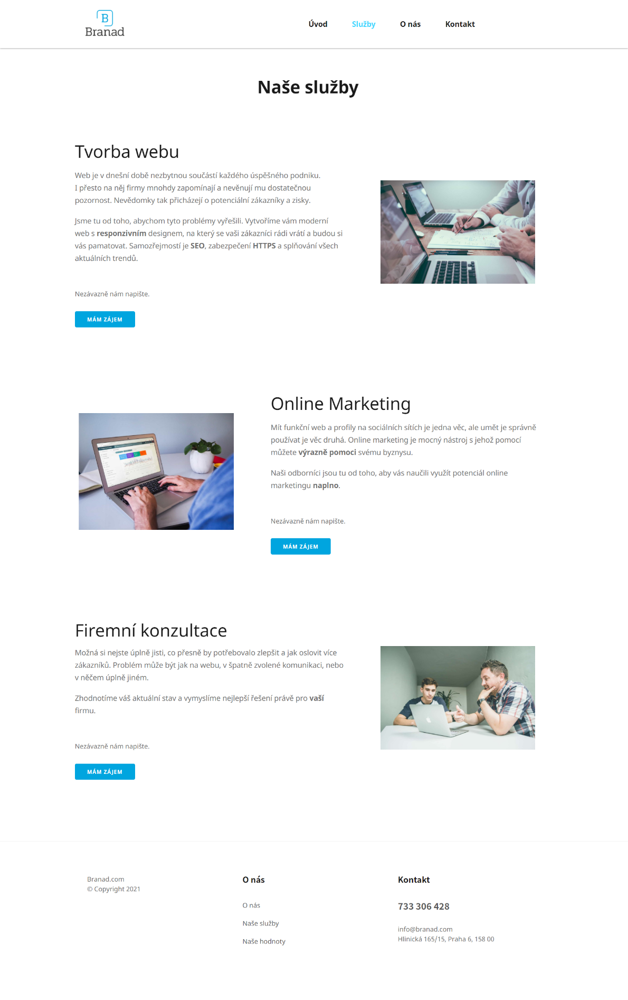 B
Branad
Úvod Služby O nás Kontakt
Naše služby
Tvorba webu
Web je v dnešní době nezbytnou součástí každého úspěšného podniku.
I přesto na něj firmy mnohdy zapomínají a nevěnují mu dostatečnou
pozornost. Nevědomky tak přicházejí o potenciální zákazníky a zisky.
Jsme tu od toho, abychom tyto problémy vyřešili. Vytvoříme vám moderní
web s responzivním designem, na který se vaši zákazníci rádi vrátí a budou si
vás pamatovat. Samozřejmostí je SEO, zabezpečení HTTPS a splňování všech
aktuálních trendů.
Nezávazně nám napište.
MÁM ZÁJEM
Online Marketing
Mít funkční web a profily na sociálních sítích je jedna věc, ale umět je správně
používat je věc druhá. Online marketing je mocný nástroj s jehož pomocí
můžete výrazně pomoci svému byznysu.
Naši odborníci jsou tu od toho, aby vás naučili využít potenciál online
marketingu naplno.
Nezávazně nám napište.
MÁM ZÁJEM
Firemní konzultace
Možná si nejste úplně jisti, co přesně by potřebovalo zlepšit a jak oslovit více
zákazníků. Problém může být jak na webu, v špatně zvolené komunikaci, nebo
v něčem úplně jiném.
Zhodnotíme váš aktuální stav a vymyslíme nejlepší řešení právě pro vaší
firmu.
Nezávazně nám napište.
MÁM ZÁJEM
Branad.com
© Copyright 2021
O nás
O nás
Naše služby
Naše hodnoty
Kontakt
733 306 428
info@branad.com
Hlinická 165/15, Praha 6, 158 00